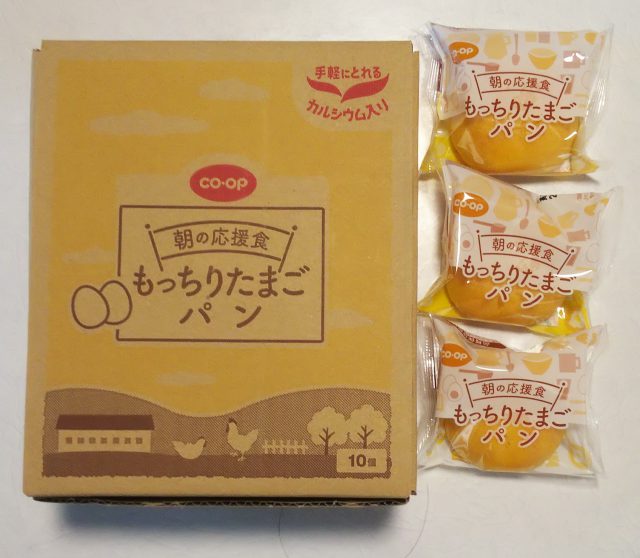 手軽にとれる
カルシウム入り
CO·OP
朝の応援食
もっちりたまご
パン
10個
CO·OP
朝の応援食
もっちりたまご
パン
CO·OP
朝の応援食
もっちりたまご
パン
CO·OP
朝の応援食
もっちりたまご
パン